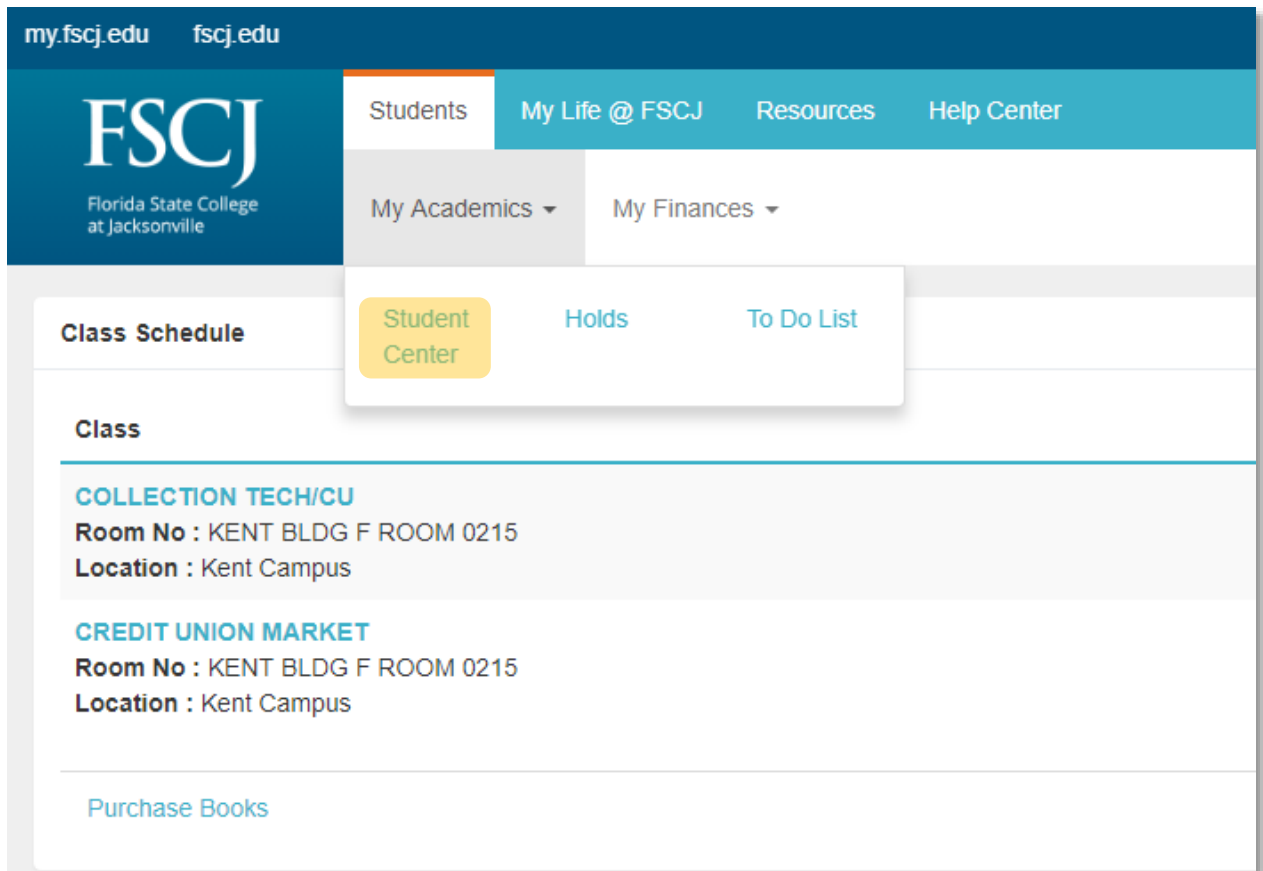 my.fscj.edu fscj.edu
FSCJ
Florida State College
at Jacksonville
Students My Life @ FSCJ Resources Help Center
My Academics My Finances
Student
Center
Holds To Do List
Class Schedule
Class
COLLECTION TECH/CU
Room No : KENT BLDG F ROOM 0215
Location : Kent Campus
CREDIT UNION MARKET
Room No : KENT BLDG F ROOM 0215
Location : Kent Campus
Purchase Books